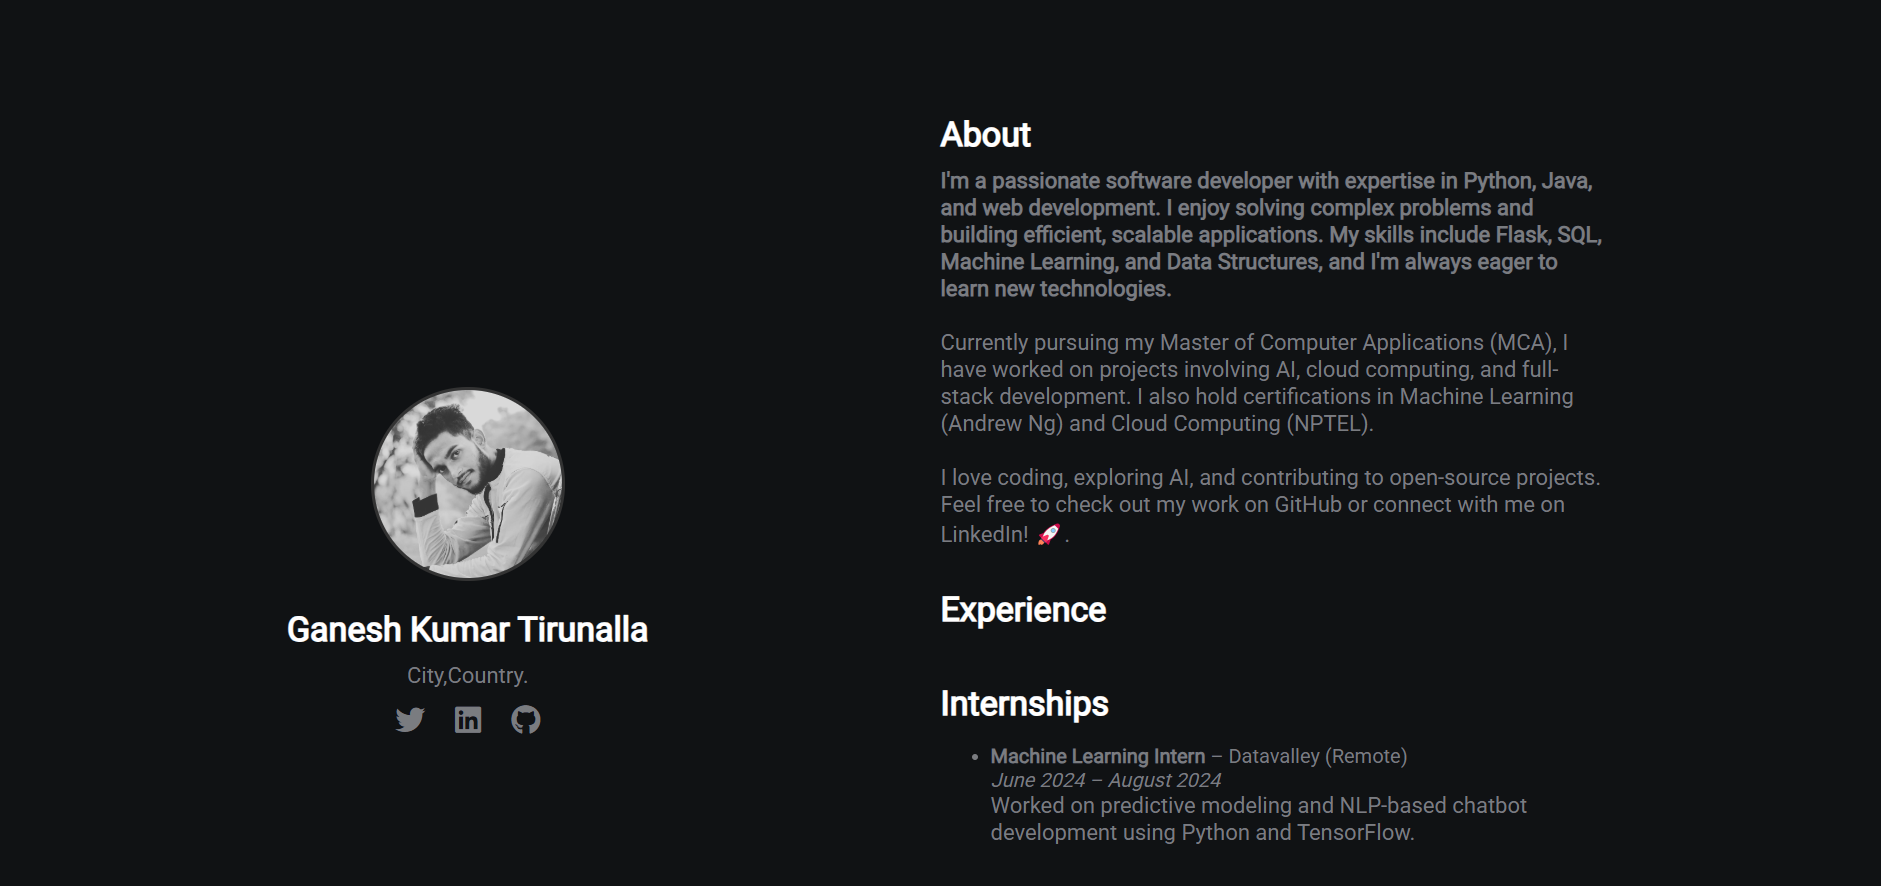 About
I'm a passionate software developer with expertise in Python, Java,
and web development. I enjoy solving complex problems and
building efficient, scalable applications. My skills include Flask, SQL,
Machine Learning, and Data Structures, and I'm always eager to
learn new technologies.
Currently pursuing my Master of Computer Applications (MCA), I
have worked on projects involving AI, cloud computing, and full-
stack development. I also hold certifications in Machine Learning
(Andrew Ng) and Cloud Computing (NPTEL).
I love coding, exploring AI, and contributing to open-source projects.
Feel free to check out my work on GitHub or connect with me on
LinkedIn! 🚀 .
Ganesh Kumar Tirunalla
City,Country.
Experience
Internships
• Machine Learning Intern – Datavalley (Remote)
June 2024 – August 2024
Worked on predictive modeling and NLP-based chatbot
development using Python and TensorFlow.